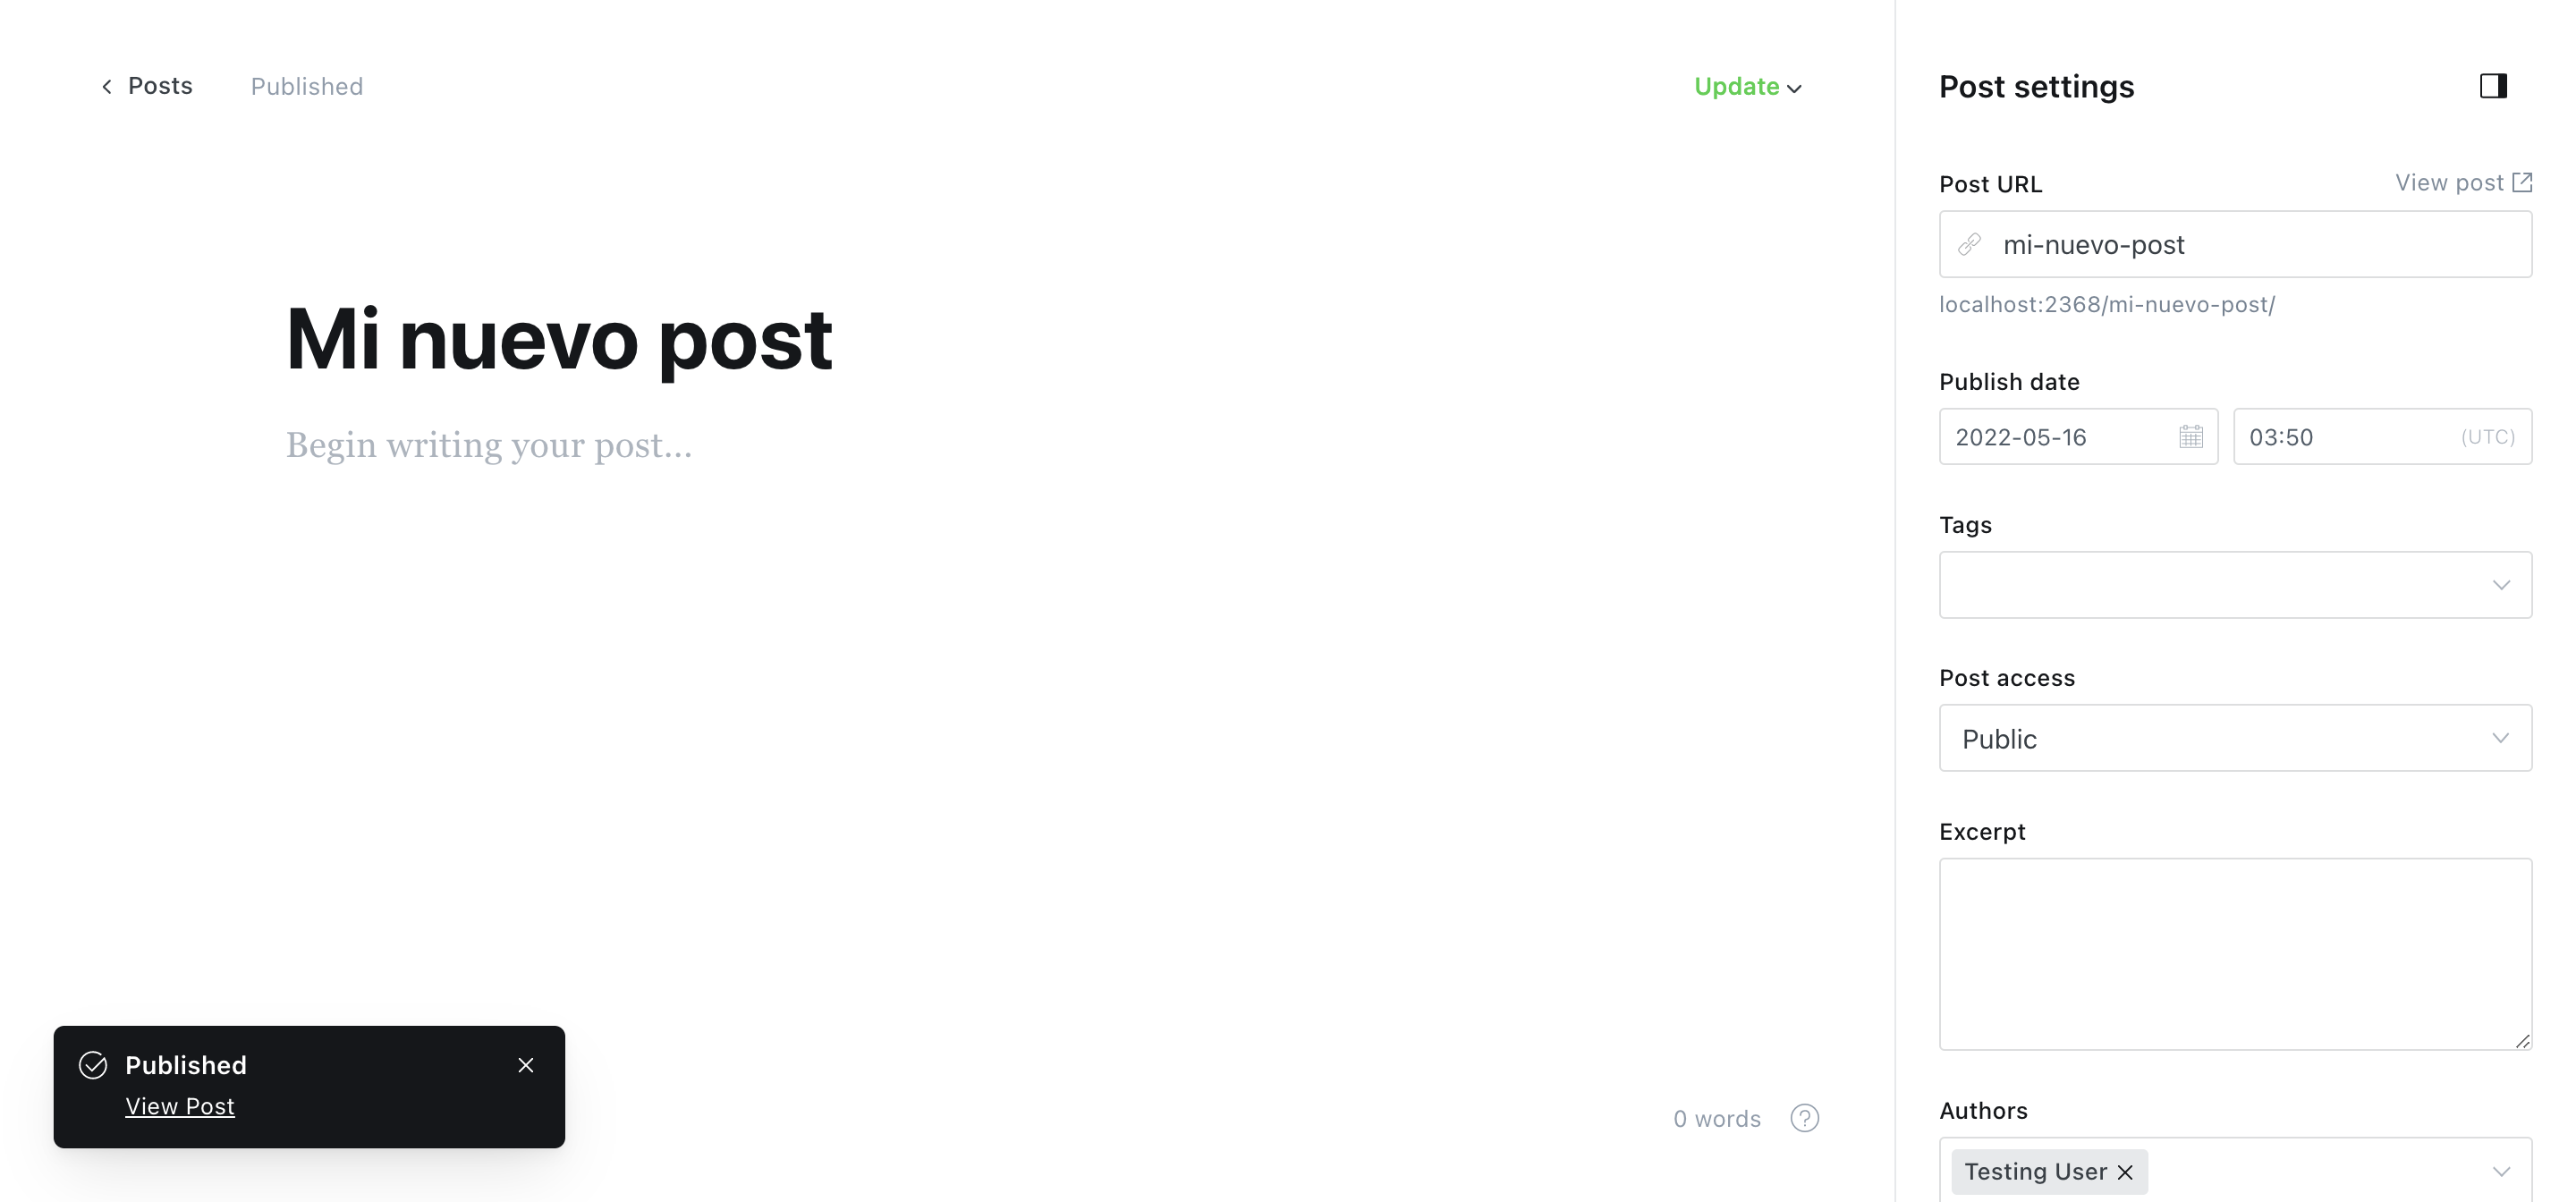 Posts
Published
Update
Mi nuevo post
Begin writing your post...
Published
View Post
0 words
?
Post settings
Post URL
View post
mi-nuevo-post
localhost:2368/mi-nuevo-post/
Publish date
2022-05-16
03:50
(UTC)
Tags
Post access
Public
Excerpt
Authors
Testing User